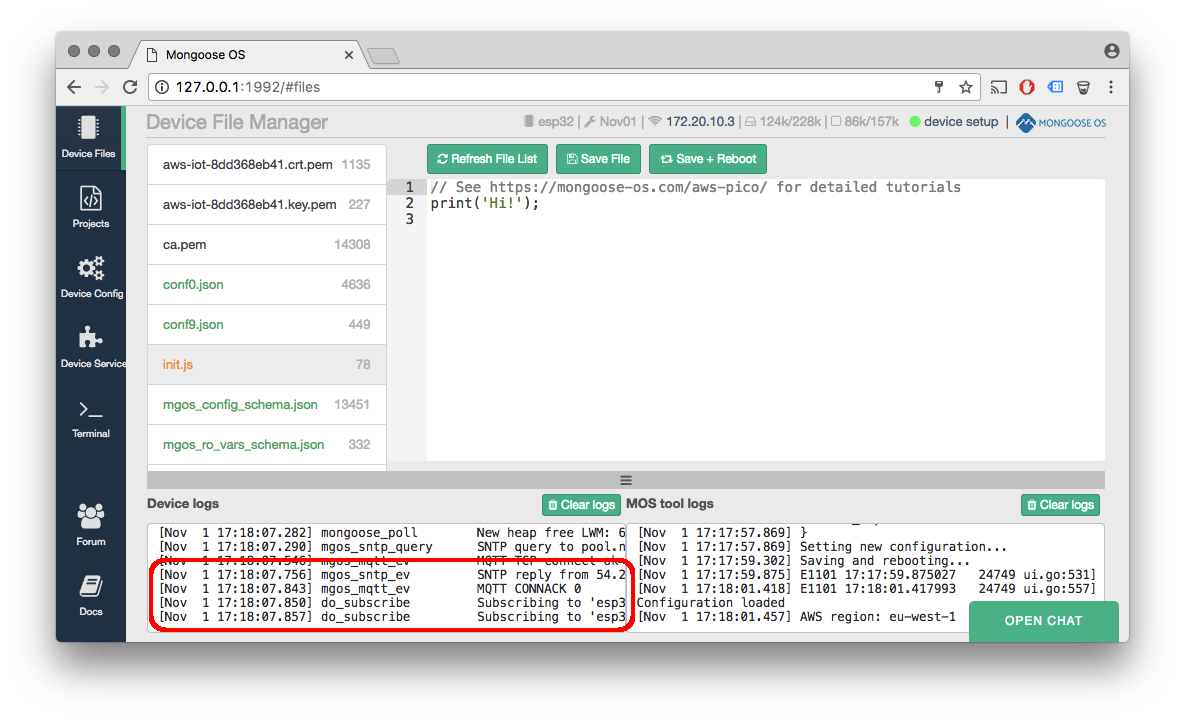 Mongoose OS
127.0.0.1:1992/#files
Device File Manager
esp32 | Nov01 | 172.20.10.3 | 124k/228k | 86k/157k device setup | MONGOOSE OS
Device Files
Projects
Device Config
Device Service
Terminal
Forum
Docs
aws-iot-8dd368eb41.crt.pem 1135
aws-iot-8dd368eb41.key.pem 227
ca.pem 14308
conf0.json 4636
conf9.json 449
init.js 78
mgos_config_schema.json 13451
mgos_ro_vars_schema.json 332
Refresh File List Save File Save + Reboot
1 // See https://mongoose-os.com/aws-pico/ for detailed tutorials
2 print('Hi!');
3
Device logs Clear logs
[Nov 1 17:18:07.282] mongoose_poll New heap free LWM: 6
[Nov 1 17:18:07.290] mgos_sntp_query SNTP query to pool.n
[Nov 1 17:18:07.546] mgos_mqtt_ev MQTT TCP connect ok
[Nov 1 17:18:07.756] mgos_sntp_ev SNTP reply from 54.2
[Nov 1 17:18:07.843] mgos_mqtt_ev MQTT CONNACK 0
[Nov 1 17:18:07.850] do_subscribe Subscribing to 'esp3
[Nov 1 17:18:07.857] do_subscribe Subscribing to 'esp3
MOS tool logs Clear logs
[Nov 1 17:17:57.869] }
[Nov 1 17:17:57.869] Setting new configuration...
[Nov 1 17:17:59.302] Saving and rebooting...
[Nov 1 17:17:59.875] E1101 17:17:59.875027 24749 ui.go:531]
[Nov 1 17:18:01.418] E1101 17:18:01.417993 24749 ui.go:557]
Configuration loaded
[Nov 1 17:18:01.457] AWS region: eu-west-1
OPEN CHAT